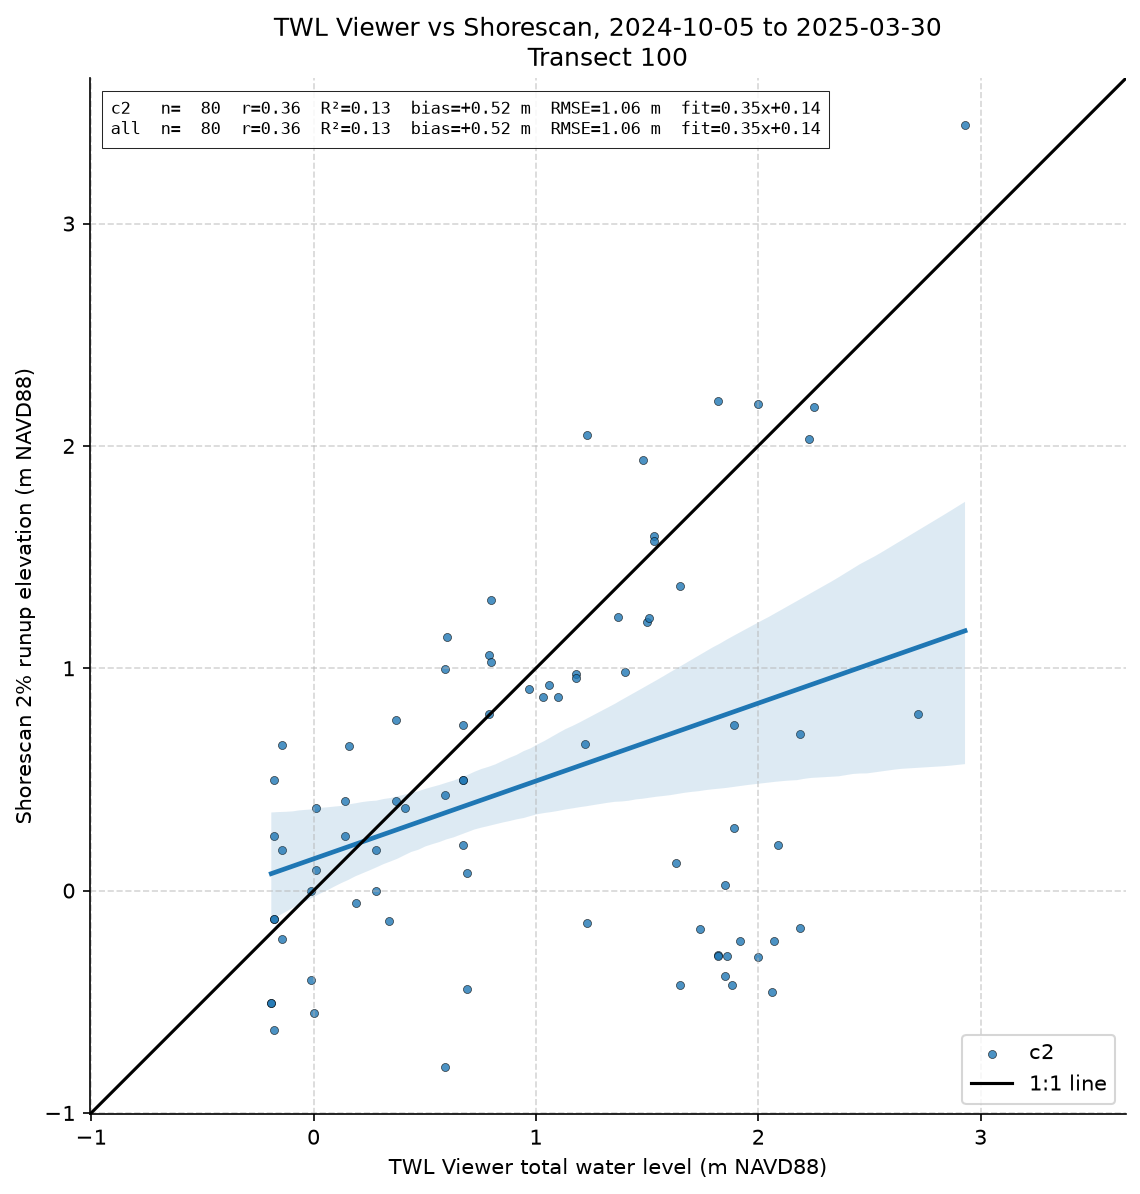 TWL Viewer vs Shorescan, 2024-10-05 to 2025-03-30
Transect 100
c2   n=  80  r=0.36  R²=0.13  bias=+0.52 m  RMSE=1.06 m  fit=0.35x+0.14
all  n=  80  r=0.36  R²=0.13  bias=+0.52 m  RMSE=1.06 m  fit=0.35x+0.14
Shorescan 2% runup elevation (m NAVD88)
3
2
1
0
−1
c2
1:1 line
−1 0 1 2 3
TWL Viewer total water level (m NAVD88)